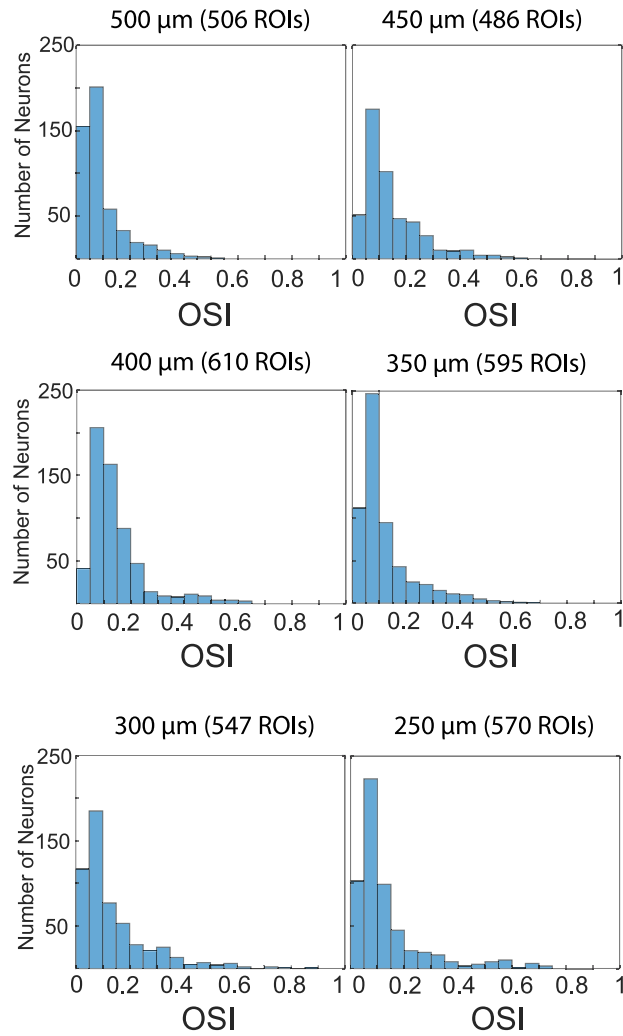 500 µm (506 ROIs)
450 µm (486 ROIs)
Number of Neurons
250
150
50
0 0.2 0.4 0.6 0.8 1
0 0.2 0.4 0.6 0.8 1
OSI
OSI
400 µm (610 ROIs)
350 µm (595 ROIs)
Number of Neurons
250
150
50
0 0.2 0.4 0.6 0.8 1
0 0.2 0.4 0.6 0.8 1
OSI
OSI
300 µm (547 ROIs)
250 µm (570 ROIs)
Number of Neurons
250
150
50
0 0.2 0.4 0.6 0.8 1
0 0.2 0.4 0.6 0.8 1
OSI
OSI